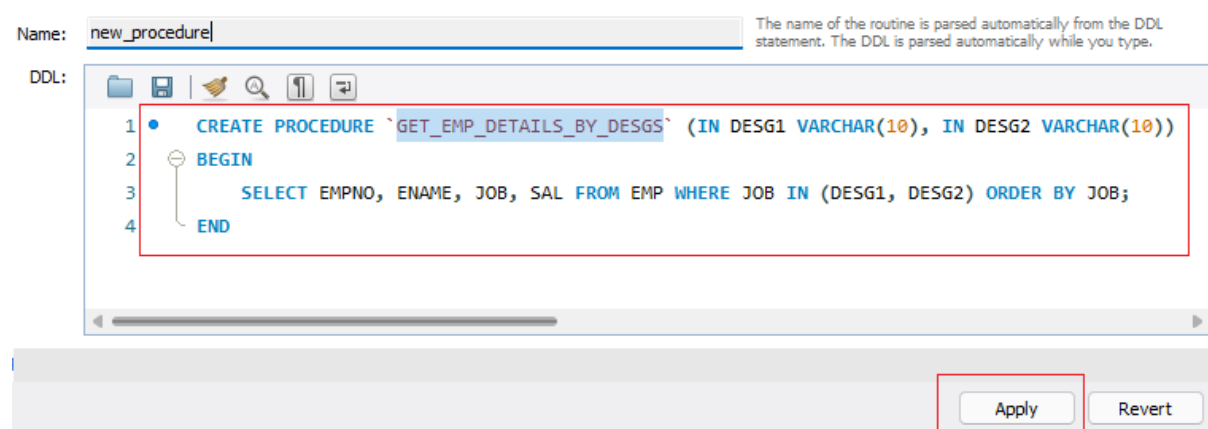 Name: new_procedure The name of the routine is parsed automatically from the DDL
statement. The DDL is parsed automatically while you type.
DDL:
1 CREATE PROCEDURE `GET_EMP_DETAILS_BY_DESGS` (IN DESG1 VARCHAR(10), IN DESG2 VARCHAR(10))
2 BEGIN
3 SELECT EMPNO, ENAME, JOB, SAL FROM EMP WHERE JOB IN (DESG1, DESG2) ORDER BY JOB;
4 END
Apply Revert